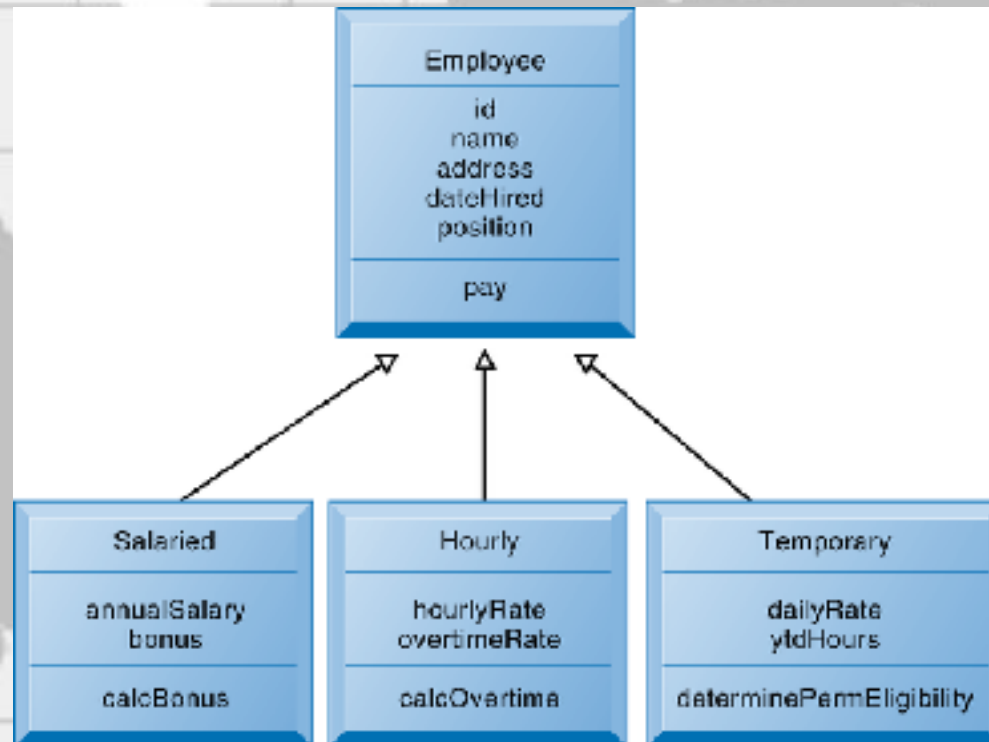 Employee
id
name
address
dateHired
position
pay
Salaried
annualSalary
bonus
calcBonus
Hourly
hourlyRate
overtimeRate
calcOvertime
Temporary
dailyRate
ytdHours
determinePermEligibility